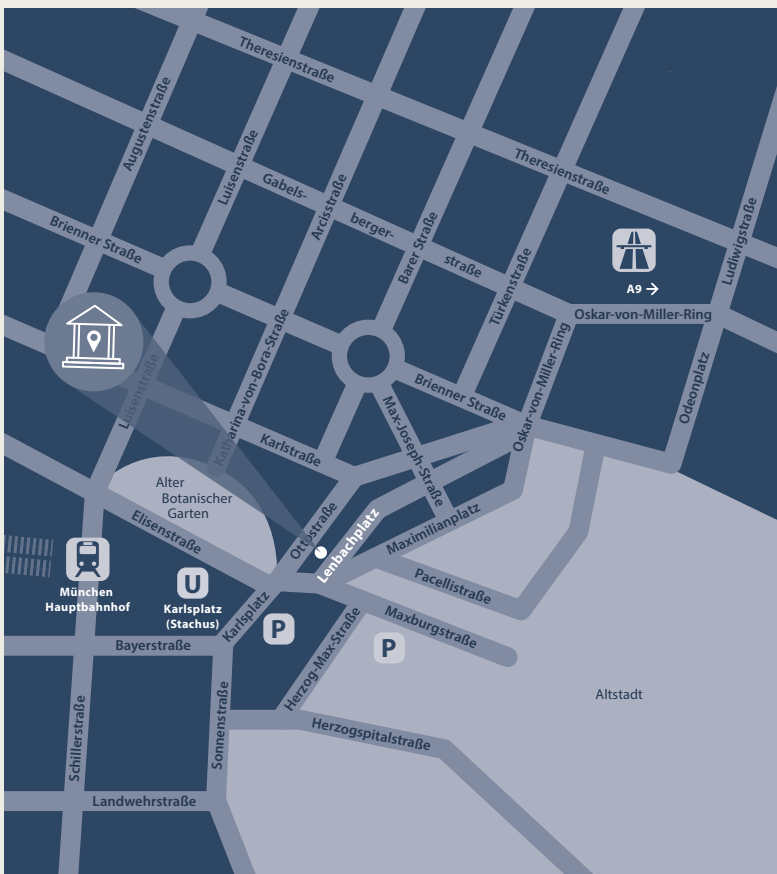 Theresienstraße
Augustenstraße
Luisenstraße
Theresienstraße
Gabels-
berger-
straße
Arcisstraße
Barer Straße
Türkenstraße
Ludwigstraße
Brienner Straße
A9
Oskar-von-Miller-Ring
Oskar-von-Miller-Ring
Odeonplatz
Luisenstraße
Katharina-von-Bora-Straße
Brienner Straße
Karlstraße
Max-Joseph-Straße
Alter
Botanischer
Garten
Elisenstraße
Ottostraße
Lenbachplatz
Maximilianplatz
Pacellistraße
München
Hauptbahnhof
U
Karlsplatz
(Stachus)
Karlsplatz
P
P
Maxburgstraße
Herzog-Max-Straße
Bayerstraße
Altstadt
Schillerstraße
Sonnenstraße
Herzogspitalstraße
Landwehrstraße